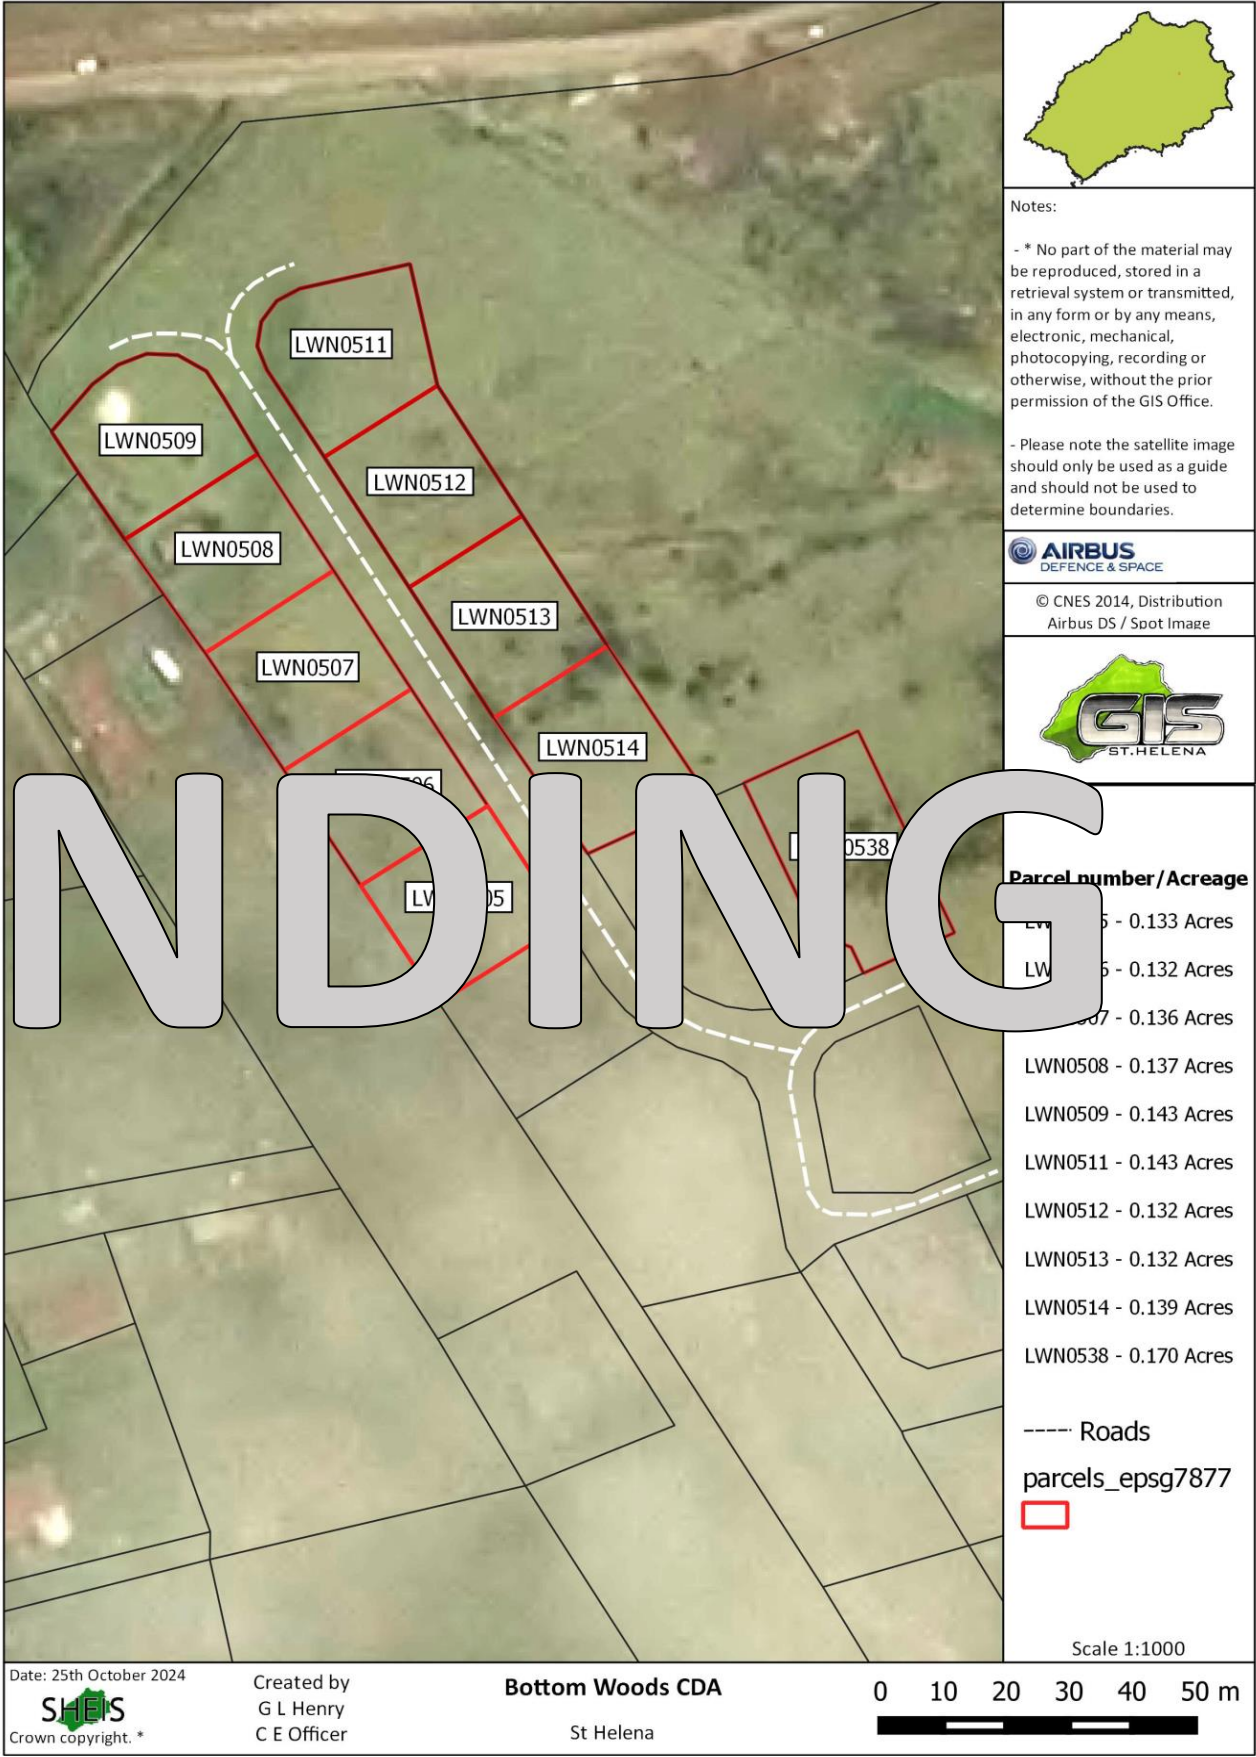 LWN0511
LWN0509
LWN0512
LWN0508
LWN0513
LWN0507
LWN0514
NDING
Notes:
- * No part of the material may
be reproduced, stored in a
retrieval system or transmitted,
in any form or by any means,
electronic, mechanical,
photocopying, recording or
otherwise, without the prior
permission of the GIS Office.
- Please note the satellite image
should only be used as a guide
and should not be used to
determine boundaries.
AIRBUS
DEFENCE & SPACE
© CNES 2014, Distribution
Airbus DS / Spot Image
GIS
ST.HELENA
Parcel number/Acreage
- 0.133 Acres
- 0.132 Acres
- 0.136 Acres
LWN0508 - 0.137 Acres
LWN0509 - 0.143 Acres
LWN0511 - 0.143 Acres
LWN0512 - 0.132 Acres
LWN0513 - 0.132 Acres
LWN0514 - 0.139 Acres
LWN0538 - 0.170 Acres
Roads
parcels_epsg7877
Scale 1:1000
Date: 25th October 2024
SHEIS
Crown copyright. *
Created by
G L Henry
C E Officer
Bottom Woods CDA
St Helena
0 10 20 30 40 50 m